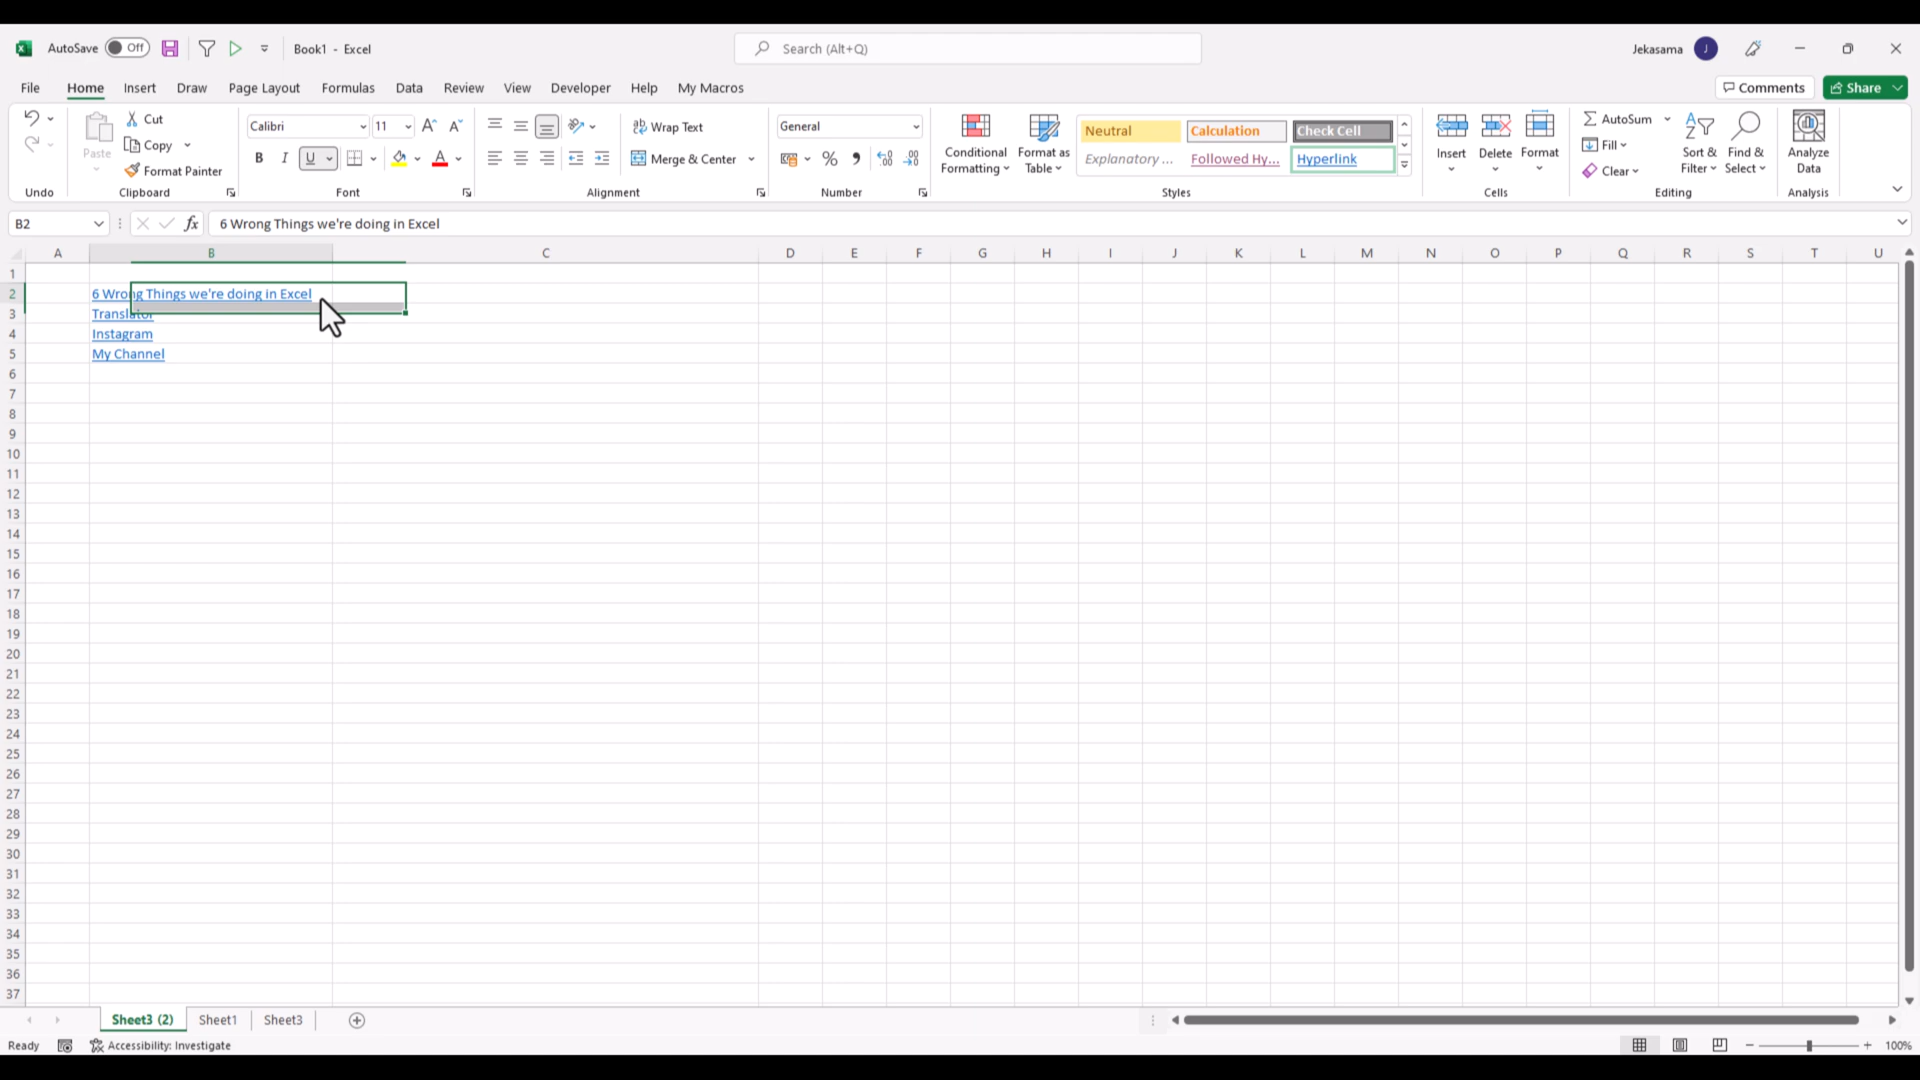 AutoSave Off Book1 - Excel Search (Alt+Q) Jekasama J
File Home Insert Draw Page Layout Formulas Data Review View Developer Help My Macros Comments Share
Cut
Copy
Format Painter
Paste
Calibri 11
B I U A
Wrap Text
Merge & Center
General
%
Conditional Formatting
Format as Table
Neutral Calculation Check Cell
Explanatory ... Followed Hy... Hyperlink
Insert Delete Format
AutoSum
Fill
Clear
Sort & Filter
Find & Select
Analyze Data
Undo Clipboard Font Alignment Number Styles Cells Editing Analysis
B2 fx 6 Wrong Things we're doing in Excel
A B C D E F G H I J K L M N O P Q R S T U
1
2 6 Wrong Things we're doing in Excel
3 Translator
4 Instagram
5 My Channel
6
7
8
9
10
11
12
13
14
15
16
17
18
19
20
21
22
23
24
25
26
27
28
29
30
31
32
33
34
35
36
37
Sheet3 (2) Sheet1 Sheet3
Ready Accessibility: Investigate 100%